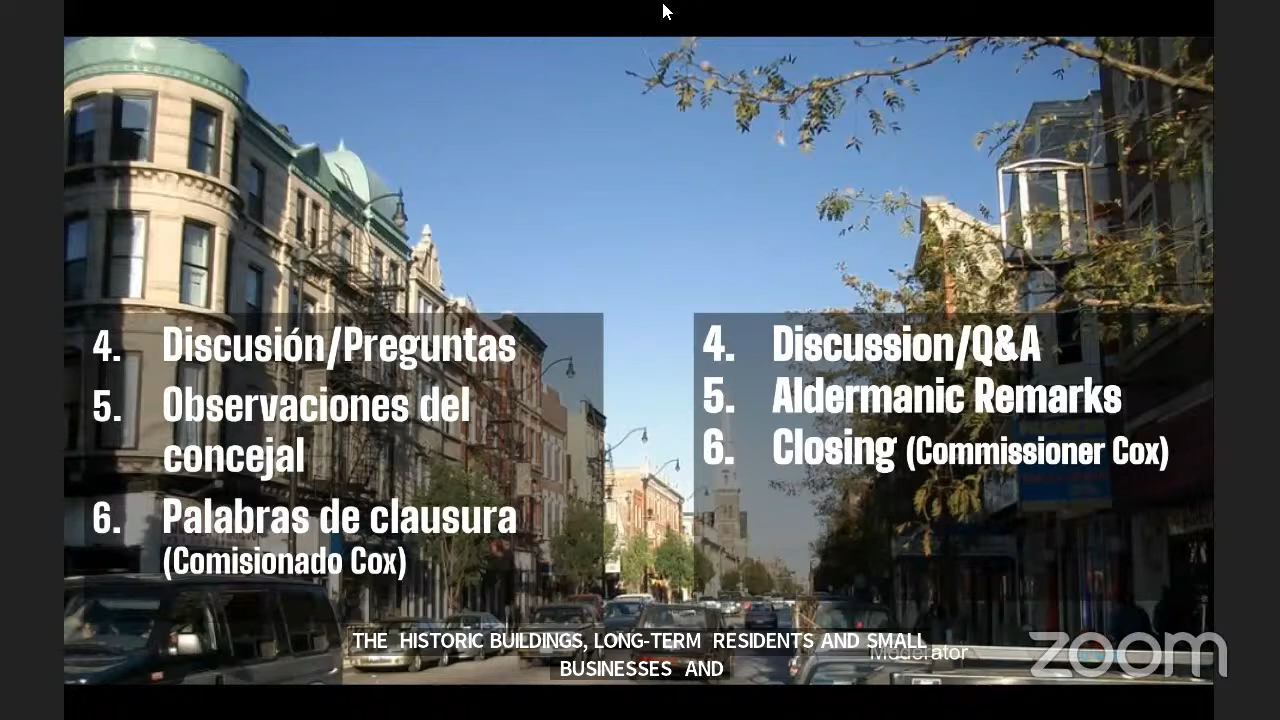 4. Discusión/Preguntas
5. Observaciones del
concejal
6. Palabras de clausura
(Comisionado Cox)
4. Discussion/Q&A
5. Aldermanic Remarks
6. Closing (Commissioner Cox)
THE HISTORIC BUILDINGS, LONG-TERM RESIDENTS AND SMALL
BUSINESSES AND
Moderator
zoom